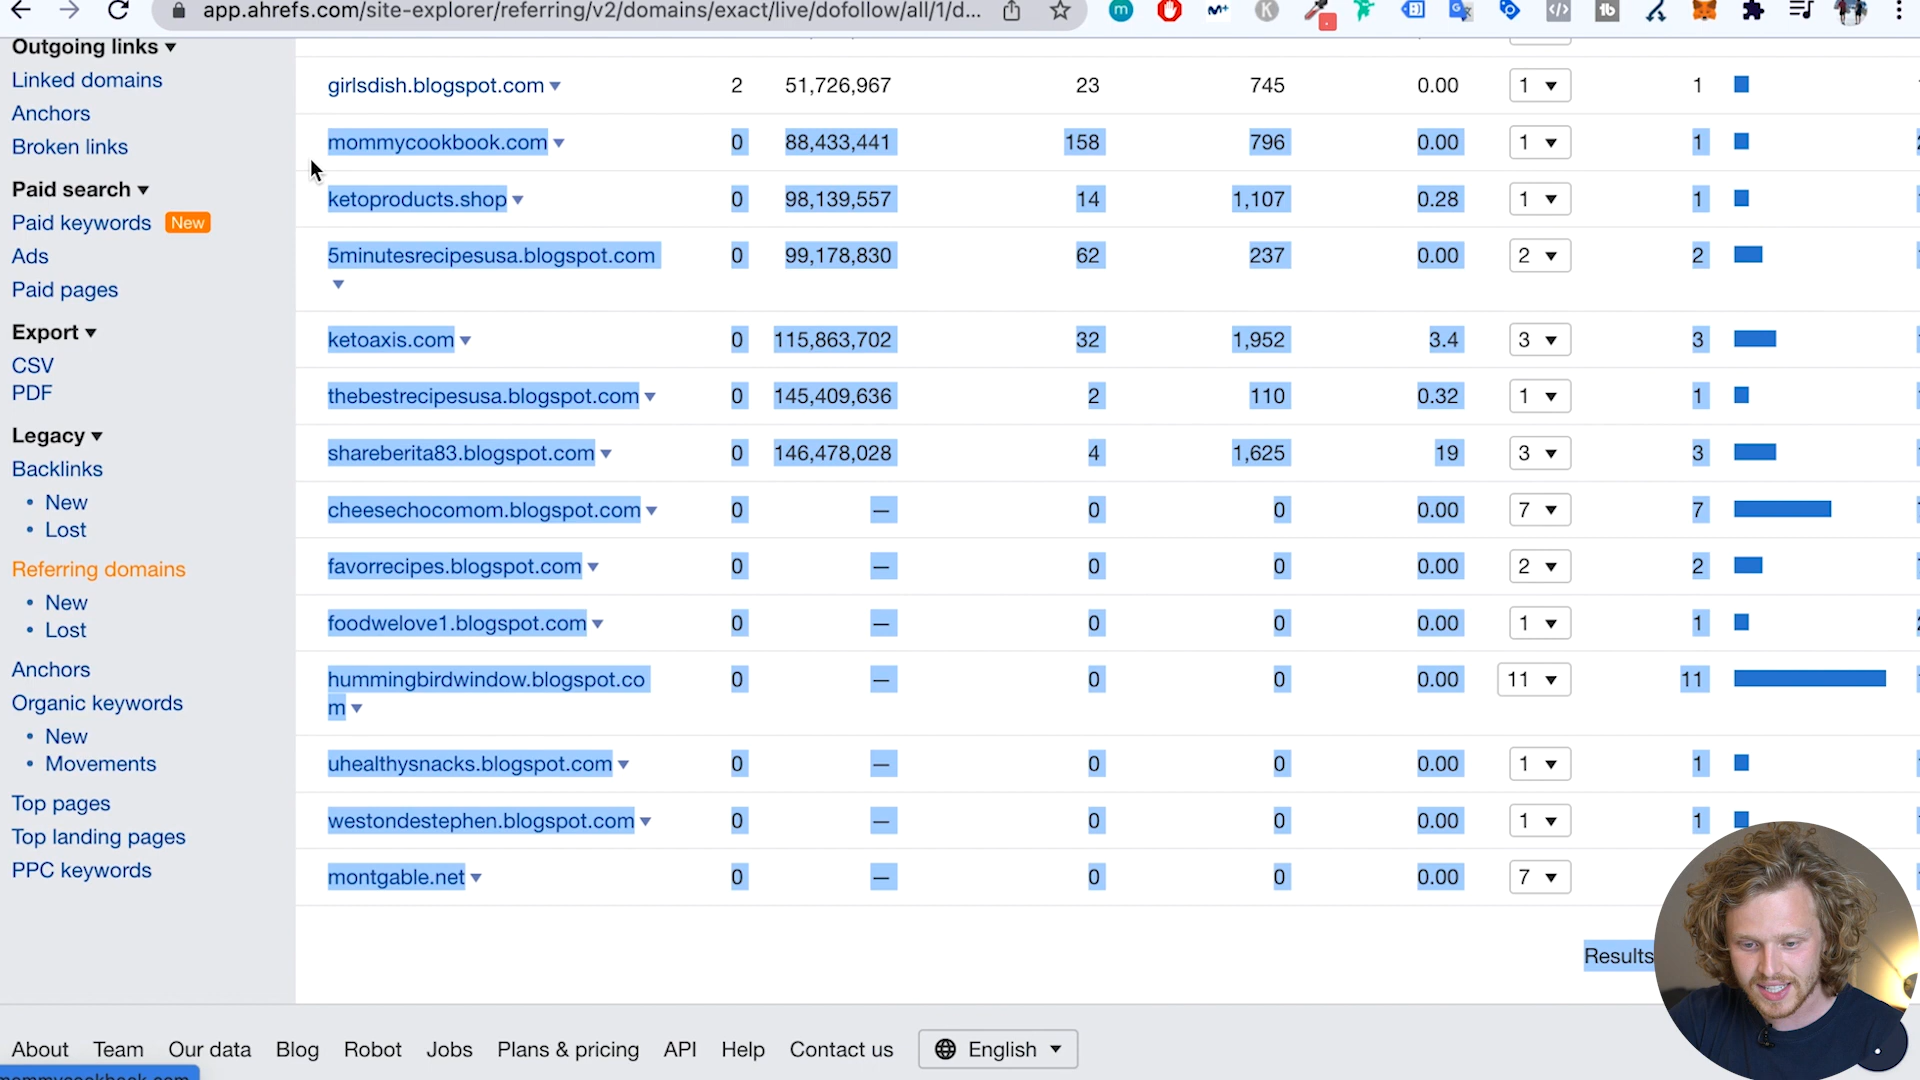 app.ahrefs.com/site-explorer/referring/v2/domains/exact/live/dofollow/all/1/d...
Outgoing links
Linked domains
Anchors
Broken links
Paid search
Paid keywords New
Ads
Paid pages
Export
CSV
PDF
Legacy
Backlinks
• New
• Lost
Referring domains
• New
• Lost
Anchors
Organic keywords
• New
• Movements
Top pages
Top landing pages
PPC keywords
girlsdish.blogspot.com 2 51,726,967 23 745 0.00 1 1
mommycookbook.com 0 88,433,441 158 796 0.00 1 1
ketoproducts.shop 0 98,139,557 14 1,107 0.28 1 1
5minutesrecipesusa.blogspot.com 0 99,178,830 62 237 0.00 2 2
ketoaxis.com 0 115,863,702 32 1,952 3.4 3 3
thebestrecipesusa.blogspot.com 0 145,409,636 2 110 0.32 1 1
shareberita83.blogspot.com 0 146,478,028 4 1,625 19 3 3
cheesechocomom.blogspot.com 0 — 0 0 0.00 7 7
favorrecipes.blogspot.com 0 — 0 0 0.00 2 2
foodwelove1.blogspot.com 0 — 0 0 0.00 1 1
hummingbirdwindow.blogspot.co 0 — 0 0 0.00 11 11
m
uhealthysnacks.blogspot.com 0 — 0 0 0.00 1 1
westondestephen.blogspot.com 0 — 0 0 0.00 1 1
montgable.net 0 — 0 0 0.00 7
Results
About Team Our data Blog Robot Jobs Plans & pricing API Help Contact us English